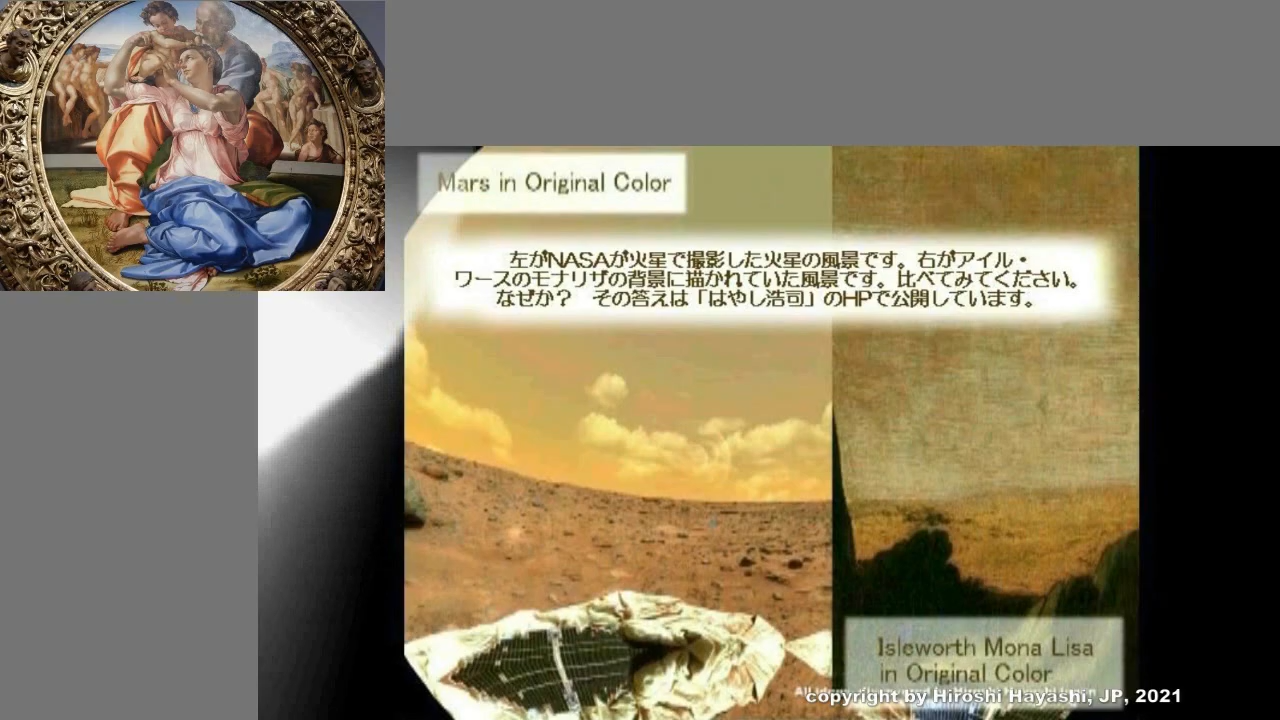 Mars in Original Color
左がNASAが火星で撮影した火星の風景です。右がアイル・
ワースのモナリザの背景に描かれていた風景です。比べてみてください。
なぜか？　その答えは「はやし浩司」のHPで公開しています。
Isleworth Mona Lisa
in Original Color
copyright by Hiroshi Hayashi, JP, 2021